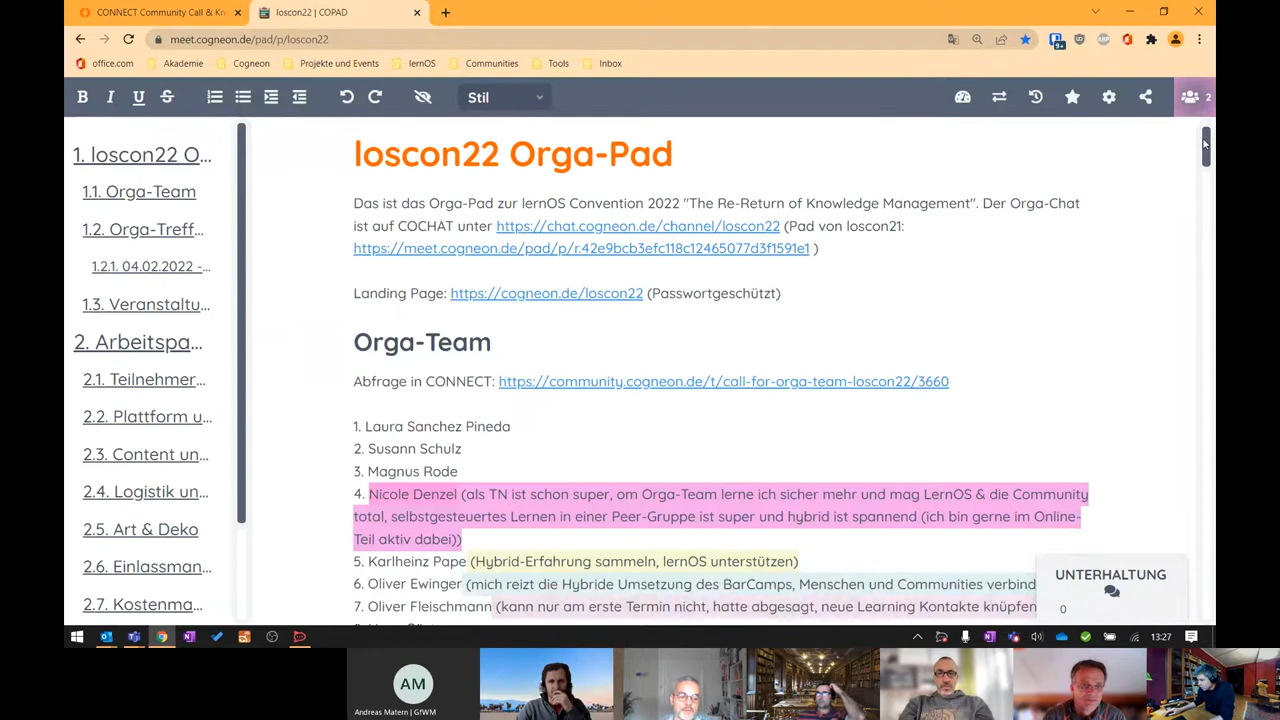 CONNECT Community Call & Kn
loscon22 | COPAD
meet.cogneon.de/pad/p/loscon22
office.com
Akademie
Cogneon
Projekte und Events
lernOS
Communities
Tools
Inbox
B I U S
Stil
2
1. loscon22 O...
1.1. Orga-Team
1.2. Orga-Treff...
1.2.1. 04.02.2022 -...
1.3. Veranstaltu...
2. Arbeitspa...
2.1. Teilnehmer...
2.2. Plattform u...
2.3. Content un...
2.4. Logistik un...
2.5. Art & Deko
2.6. Einlassman...
2.7. Kostenma...
loscon22 Orga-Pad
Das ist das Orga-Pad zur lernOS Convention 2022 "The Re-Return of Knowledge Management". Der Orga-Chat
ist auf COCHAT unter https://chat.cogneon.de/channel/loscon22 (Pad von loscon21:
https://meet.cogneon.de/pad/p/r.42e9bcb3efc118c12465077d3f1591e1 )
Landing Page: https://cogneon.de/loscon22 (Passwortgeschützt)
Orga-Team
Abfrage in CONNECT: https://community.cogneon.de/t/call-for-orga-team-loscon22/3660
1. Laura Sanchez Pineda
2. Susann Schulz
3. Magnus Rode
4. Nicole Denzel (als TN ist schon super, om Orga-Team lerne ich sicher mehr und mag LernOS & die Community
total, selbstgesteuertes Lernen in einer Peer-Gruppe ist super und hybrid ist spannend (ich bin gerne im Online-
Teil aktiv dabei))
5. Karlheinz Pape (Hybrid-Erfahrung sammeln, lernOS unterstützen)
6. Oliver Ewinger (mich reizt die Hybride Umsetzung des BarCamps, Menschen und Communities verbind
7. Oliver Fleischmann (kann nur am erste Termin nicht, hatte abgesagt, neue Learning Kontakte knüpfen
UNTERHALTUNG
0
13:27
AM
Andreas Matern | GfWM